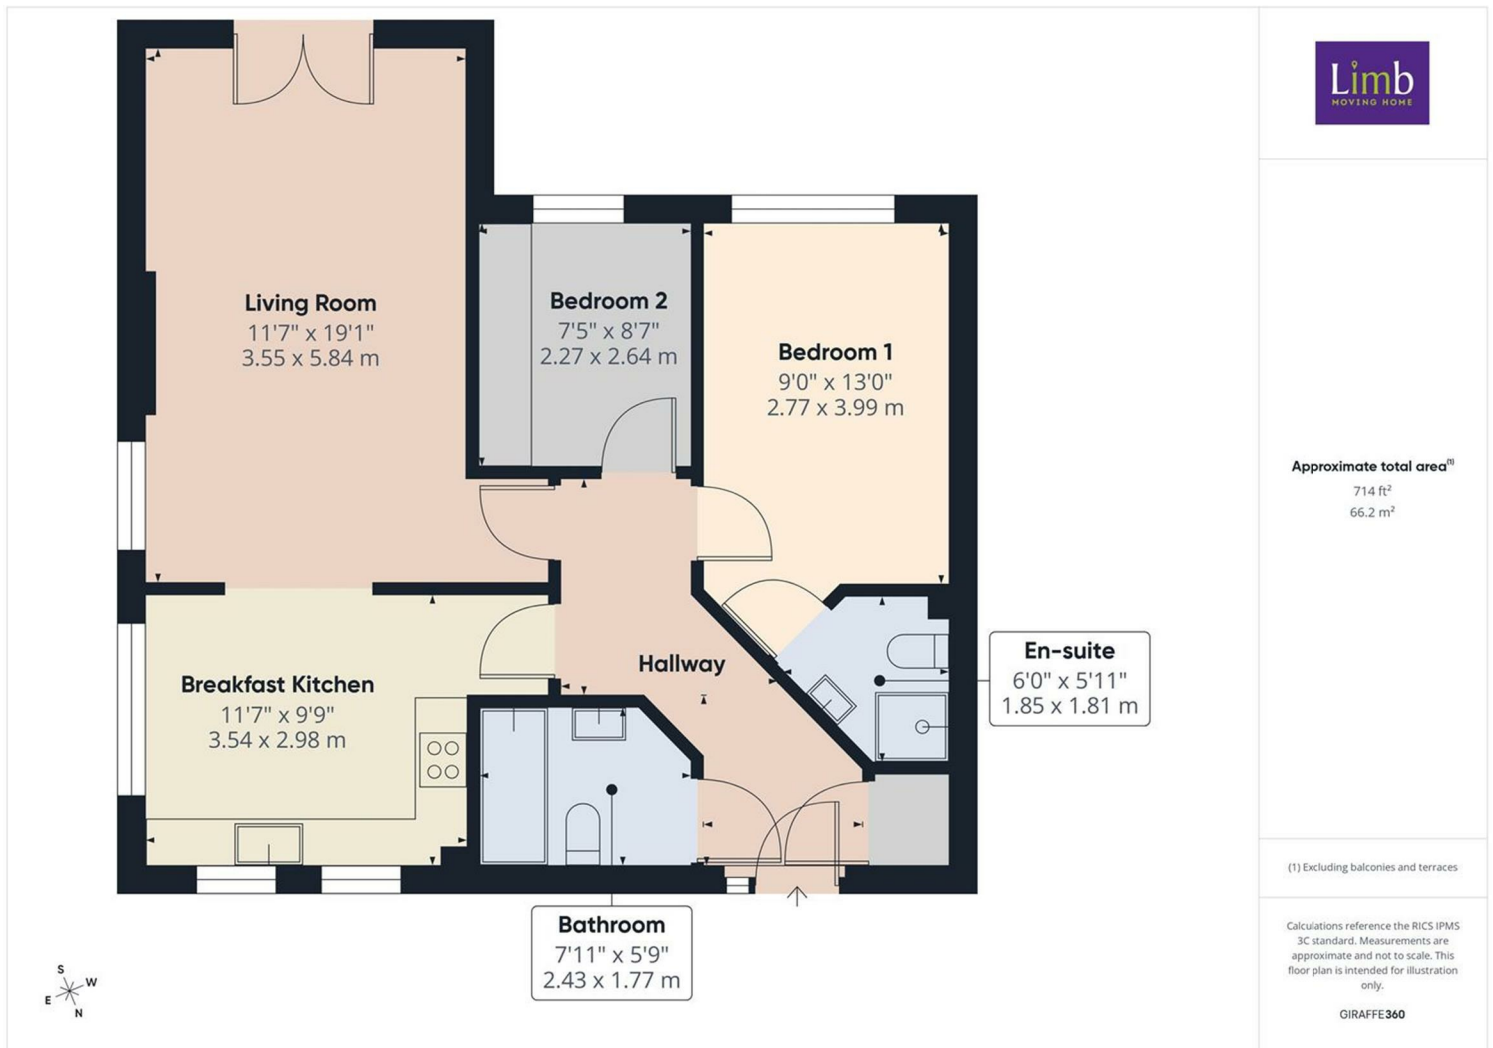 Living Room
11'7" x 19'1"
3.55 x 5.84 m
Bedroom 2
7'5" x 8'7"
2.27 x 2.64 m
Bedroom 1
9'0" x 13'0"
2.77 x 3.99 m
Hallway
En-suite
6'0" x 5'11"
1.85 x 1.81 m
Breakfast Kitchen
11'7" x 9'9"
3.54 x 2.98 m
Bathroom
7'11" x 5'9"
2.43 x 1.77 m
S
W
E
N
Limb
MOVING HOME
Approximate total area⁽¹⁾
714 ft²
66.2 m²
(1) Excluding balconies and terraces
Calculations reference the RICS IPMS
3C standard. Measurements are
approximate and not to scale. This
floor plan is intended for illustration
only.
GIRAFFE360